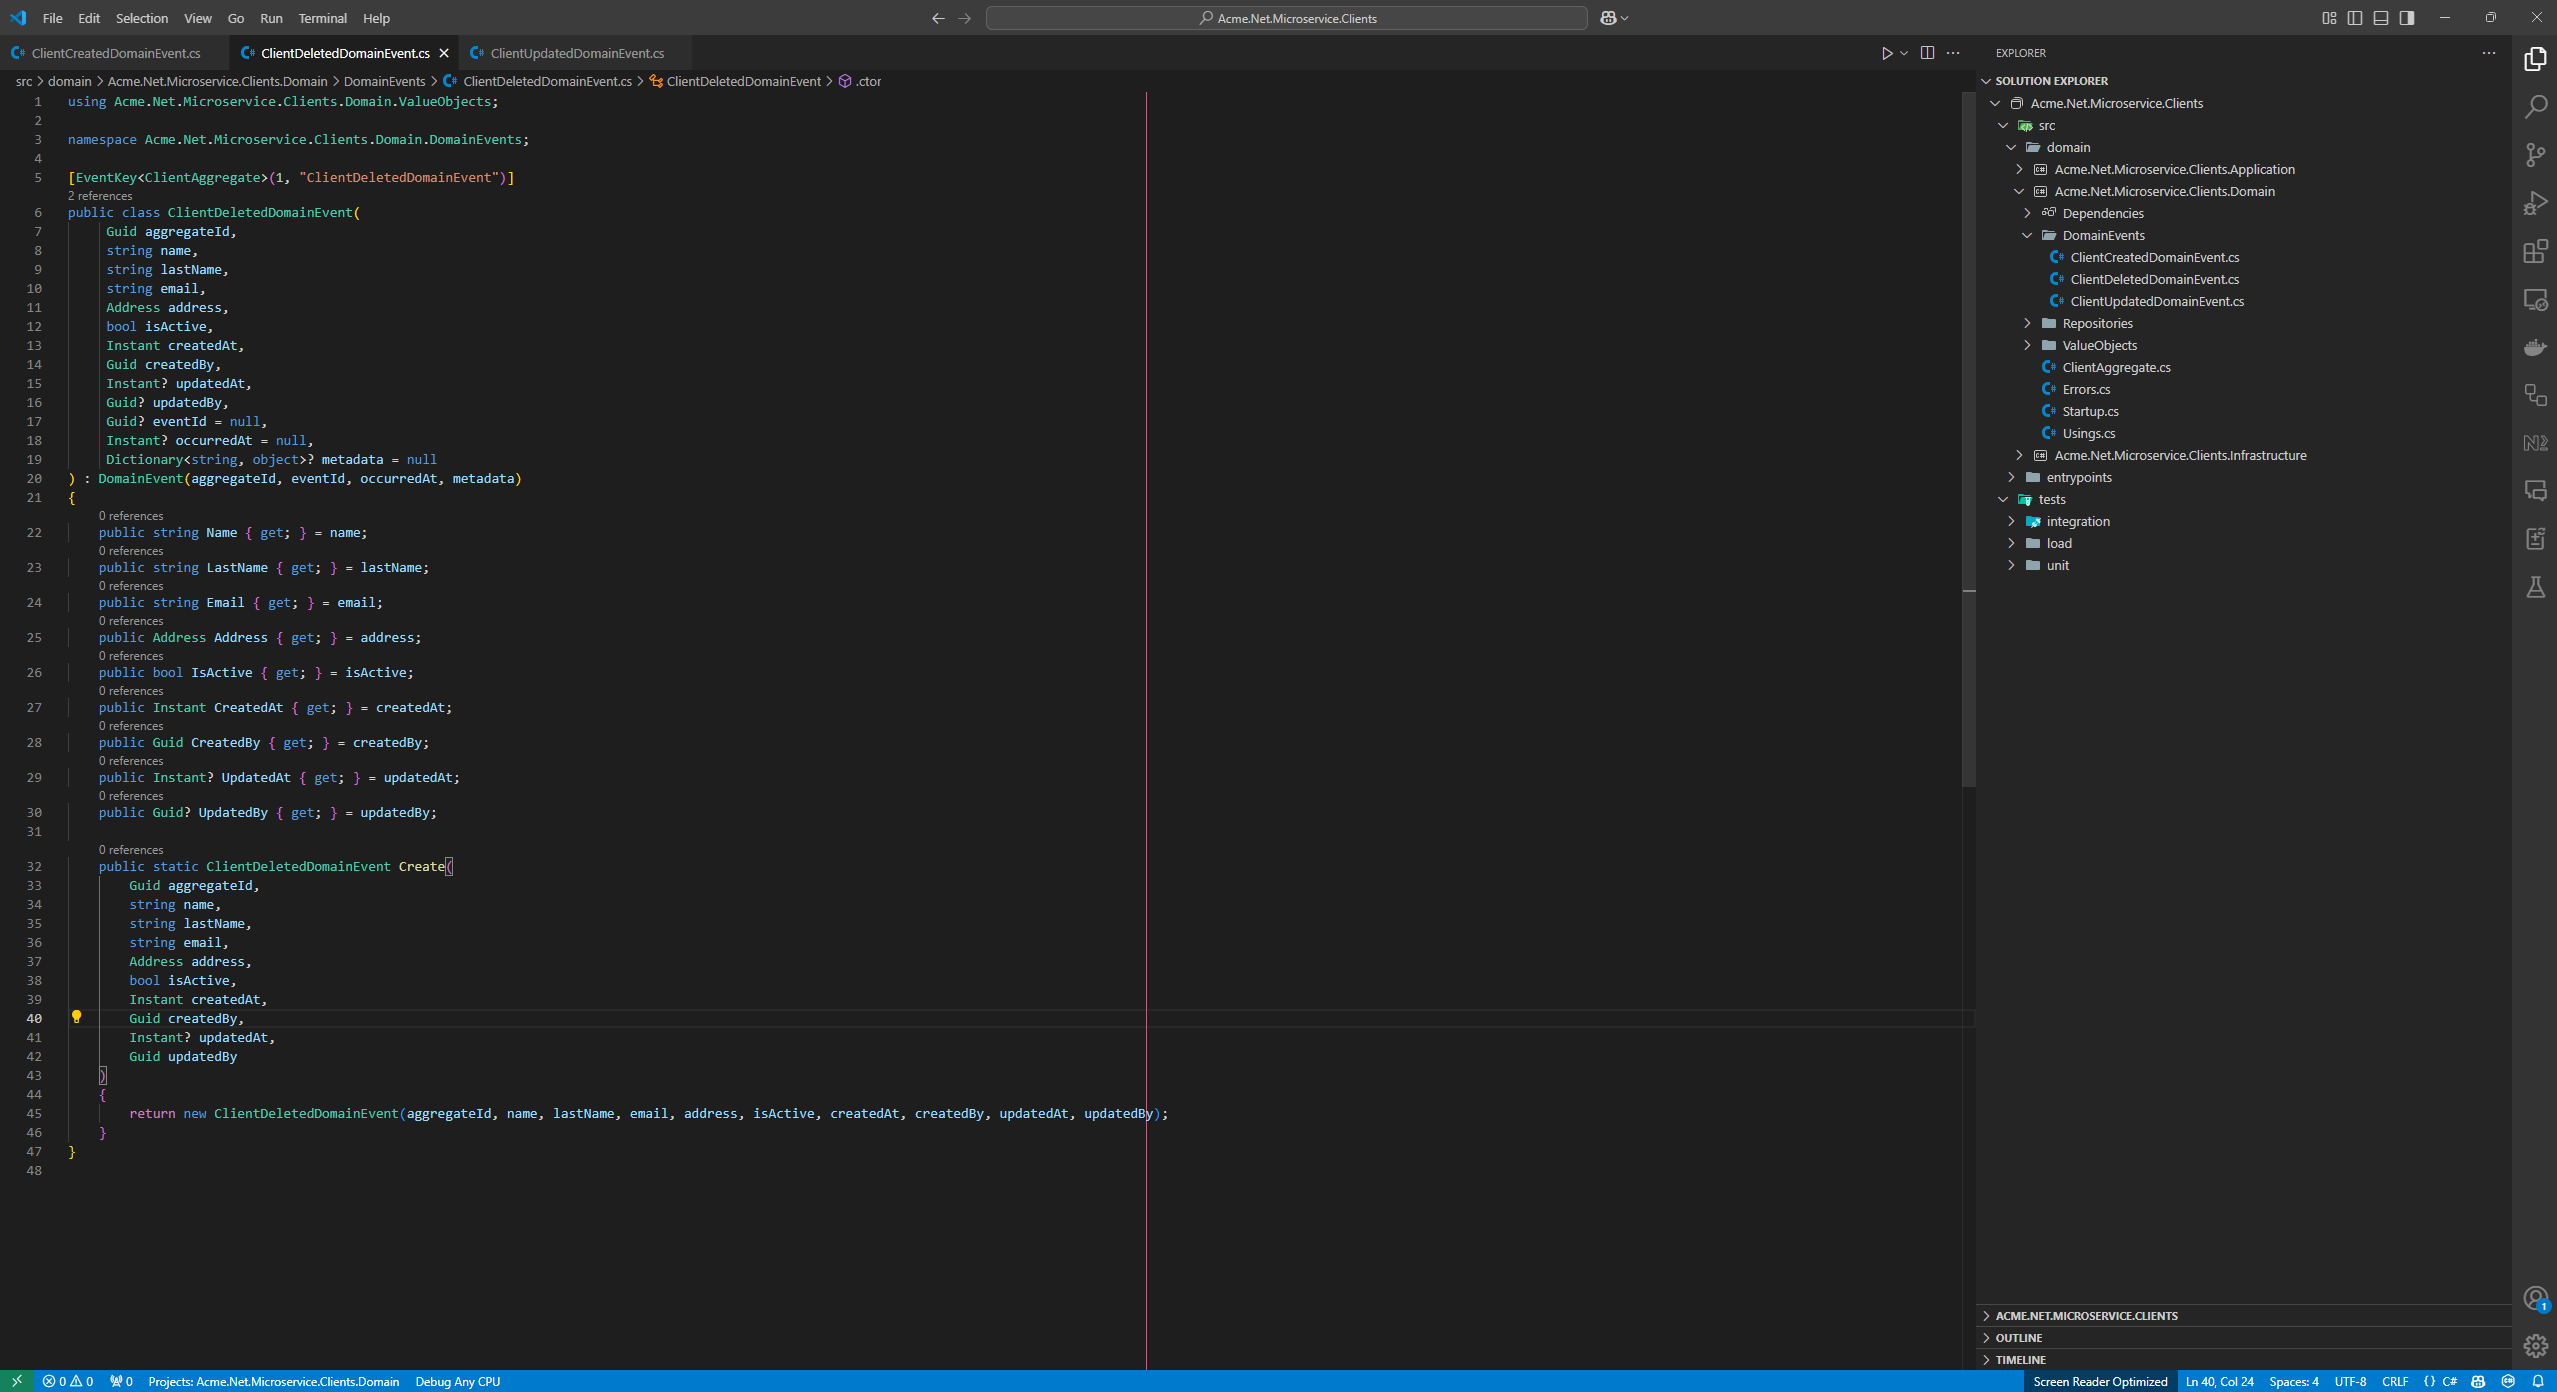 File Edit Selection View Go Run Terminal Help
Acme.Net.Microservice.Clients
ClientCreatedDomainEvent.cs
ClientDeletedDomainEvent.cs
ClientUpdatedDomainEvent.cs
src > domain > Acme.Net.Microservice.Clients.Domain > DomainEvents > ClientDeletedDomainEvent.cs > ClientDeletedDomainEvent > .ctor
1 using Acme.Net.Microservice.Clients.Domain.ValueObjects;
2
3 namespace Acme.Net.Microservice.Clients.Domain.DomainEvents;
4
5 [EventKey<ClientAggregate>(1, "ClientDeletedDomainEvent")]
2 references
6 public class ClientDeletedDomainEvent(
7 Guid aggregateId,
8 string name,
9 string lastName,
10 string email,
11 Address address,
12 bool isActive,
13 Instant createdAt,
14 Guid createdBy,
15 Instant? updatedAt,
16 Guid? updatedBy,
17 Guid? eventId = null,
18 Instant? occurredAt = null,
19 Dictionary<string, object>? metadata = null
20 ) : DomainEvent(aggregateId, eventId, occurredAt, metadata)
21 {
0 references
22 public string Name { get; } = name;
0 references
23 public string LastName { get; } = lastName;
0 references
24 public string Email { get; } = email;
0 references
25 public Address Address { get; } = address;
0 references
26 public bool IsActive { get; } = isActive;
0 references
27 public Instant CreatedAt { get; } = createdAt;
0 references
28 public Guid CreatedBy { get; } = createdBy;
0 references
29 public Instant? UpdatedAt { get; } = updatedAt;
0 references
30 public Guid? UpdatedBy { get; } = updatedBy;
31
0 references
32 public static ClientDeletedDomainEvent Create(
33 Guid aggregateId,
34 string name,
35 string lastName,
36 string email,
37 Address address,
38 bool isActive,
39 Instant createdAt,
40 Guid createdBy,
41 Instant? updatedAt,
42 Guid updatedBy
43 )
44 {
45 return new ClientDeletedDomainEvent(aggregateId, name, lastName, email, address, isActive, createdAt, createdBy, updatedAt, updatedBy);
46 }
47 }
48
EXPLORER
SOLUTION EXPLORER
Acme.Net.Microservice.Clients
src
domain
Acme.Net.Microservice.Clients.Application
Acme.Net.Microservice.Clients.Domain
Dependencies
DomainEvents
ClientCreatedDomainEvent.cs
ClientDeletedDomainEvent.cs
ClientUpdatedDomainEvent.cs
Repositories
ValueObjects
ClientAggregate.cs
Errors.cs
Startup.cs
Usings.cs
Acme.Net.Microservice.Clients.Infrastructure
entrypoints
tests
integration
load
unit
ACME.NET.MICROSERVICE.CLIENTS
OUTLINE
TIMELINE
1
0 0 0 Projects: Acme.Net.Microservice.Clients.Domain Debug Any CPU
Screen Reader Optimized Ln 40, Col 24 Spaces: 4 UTF-8 CRLF {} C#